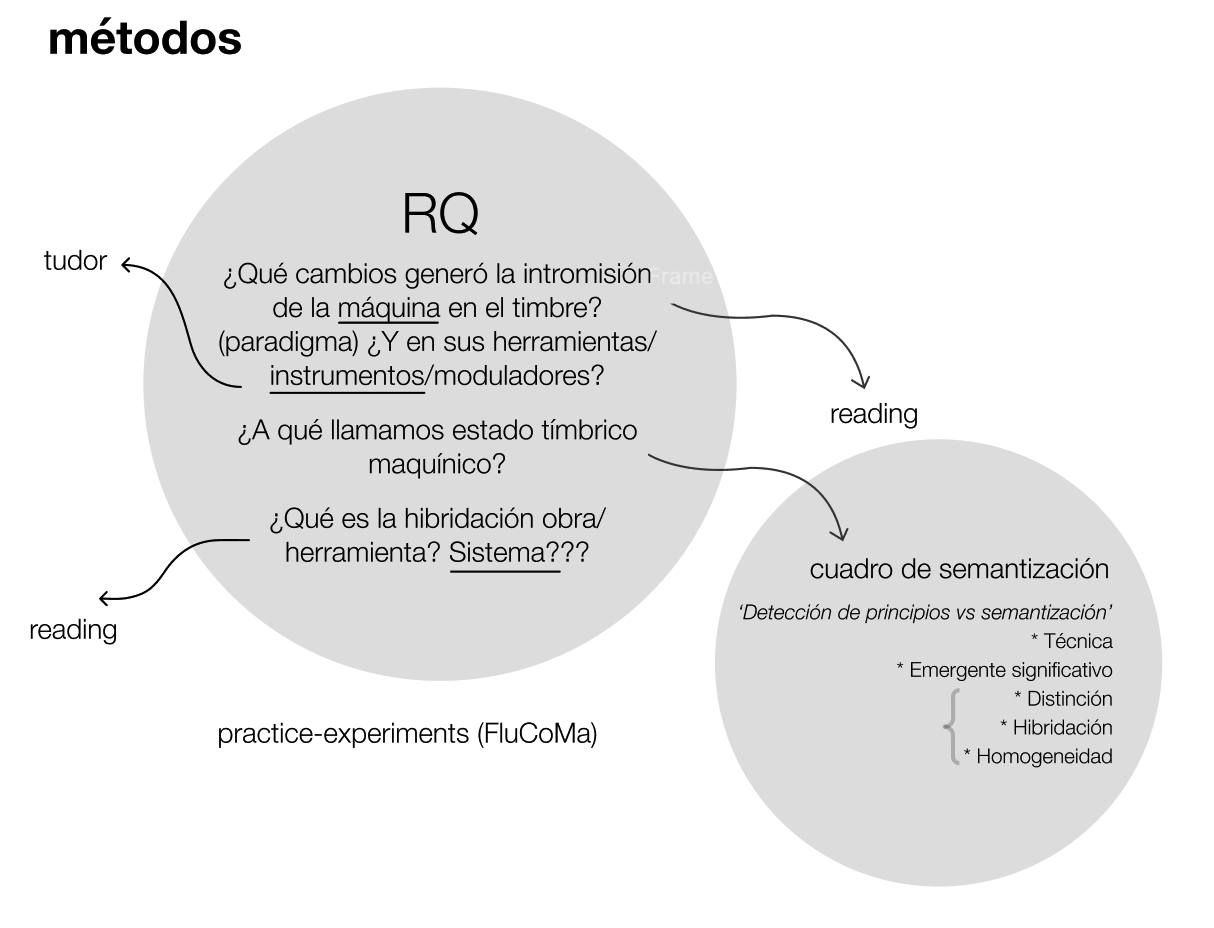 métodos
RQ
¿Qué cambios generó la intromisión
Frame
de la máquina en el timbre?
(paradigma) ¿Y en sus herramientas/
instrumentos/moduladores?
¿A qué llamamos estado tímbrico
maquínico?
¿Qué es la hibridación obra/
herramienta? Sistema???
tudor
reading
reading
practice-experiments (FluCoMa)
cuadro de semantización
‘Detección de principios vs semantización’
* Técnica
* Emergente significativo
* Distinción
* Hibridación
* Homogeneidad